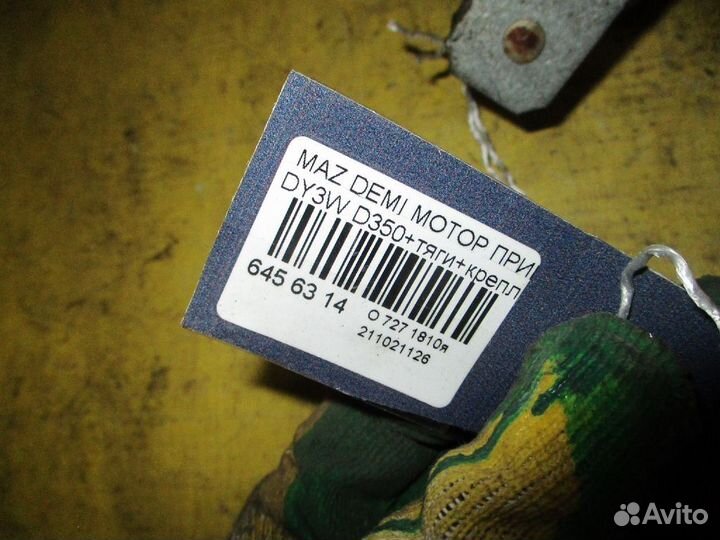 MAZ DEMI МОТОР ПРИ
DY3W D350+тяги+крепл
645 63 14
О 727 1810я
211021126
Avito